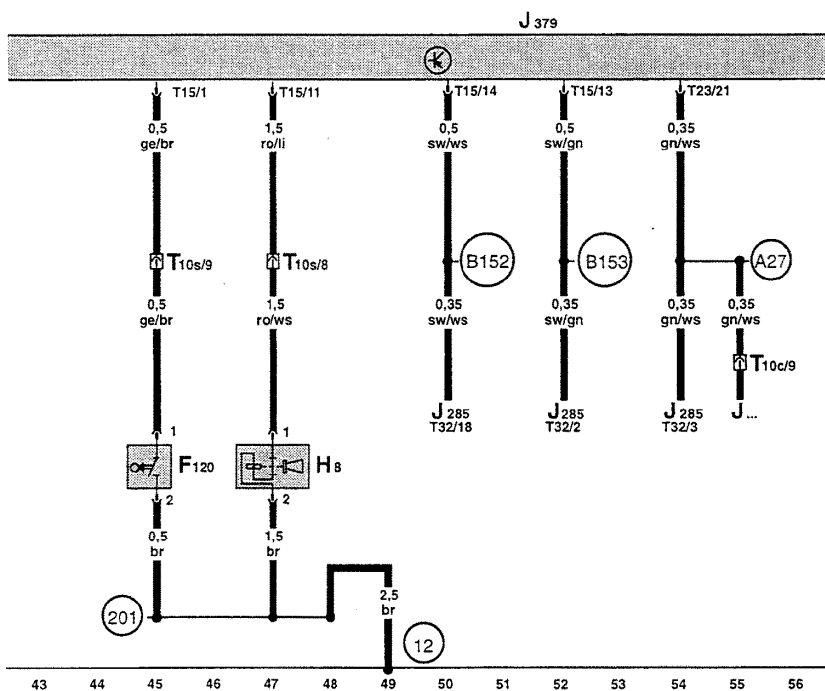 J 379
T15/1 T15/11 T15/14 T15/13 T23/21
0,5 1,5 0,5 0,5 0,35
ge/br ro/li sw/ws sw/gn gn/ws
T10s/9 T10s/8 B152 B153 A27
0,5 1,5 0,35 0,35 0,35 0,35
ge/br ro/ws sw/ws sw/gn gn/ws gn/ws
T10c/9
J 285 J 285 J 285 J ...
T32/18 T32/2 T32/3
1 1
F 120 H 8
2 2
0,5 1,5
br br
2,5
br
201
12
43 44 45 46 47 48 49 50 51 52 53 54 55 56